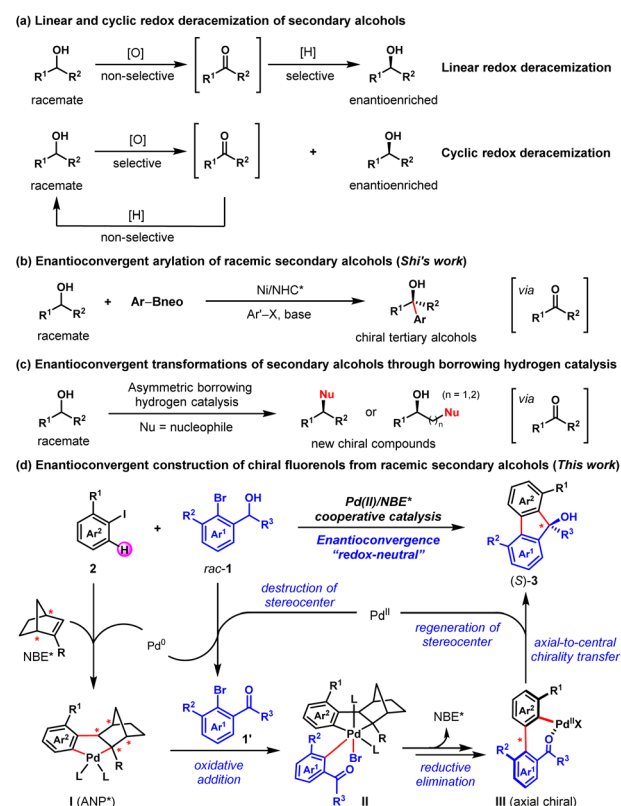 (a) Linear and cyclic redox deracemization of secondary alcohols
OH
R1 R2
racemate
[O]
non-selective
O
R1 R2
[H]
selective
OH
R1 R2
enantioenriched
Linear redox deracemization
OH
R1 R2
racemate
[O]
selective
O
R1 R2
+
OH
R1 R2
enantioenriched
Cyclic redox deracemization
[H]
non-selective
(b) Enantioconvergent arylation of racemic secondary alcohols (Shi's work)
OH
R1 R2
racemate
+
Ar–Bneo
Ni/NHC*
Ar'–X, base
OH
R1 R2
Ar
chiral tertiary alcohols
via
O
R1 R2
(c) Enantioconvergent transformations of secondary alcohols through borrowing hydrogen catalysis
OH
R1 R2
racemate
Asymmetric borrowing
hydrogen catalysis
Nu = nucleophile
Nu
R1 R2
or
OH (n = 1,2)
R1 ( )n Nu
new chiral compounds
via
O
R1 R2
(d) Enantioconvergent construction of chiral fluorenols from racemic secondary alcohols (This work)
R1
I
Ar2
H
2
+
Br OH
R2
Ar1 R3
rac-1
Pd(II)/NBE*
cooperative catalysis
Enantioconvergence
"redox-neutral"
R1
Ar2
* OH
R3
R2
Ar1
(S)-3
destruction of
stereocenter
PdII
regeneration of
stereocenter
axial-to-central
chirality transfer
*
*
R
NBE*
Pd0
R1
Ar2
* * * *
Pd R
L L
I (ANP*)
Br O
R2
Ar1 R3
1'
oxidative
addition
R1 L
Ar2
Pd R
R2 Br L
Ar1 O
R3
II
NBE*
reductive
elimination
R1
Ar2
PdIIX
* O
R2
Ar1 R3
III (axial chiral)